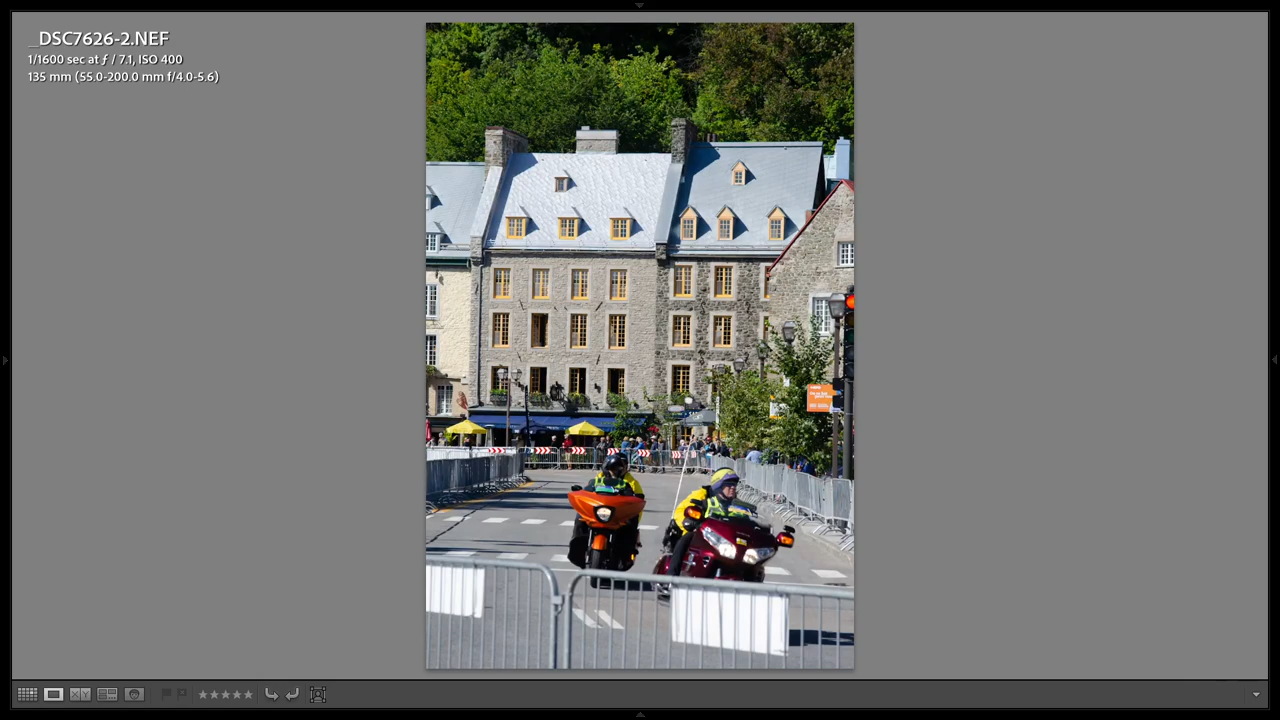 _DSC7626-2.NEF
1/1600 sec at ƒ / 7.1, ISO 400
135 mm (55.0-200.0 mm f/4.0-5.6)
XY